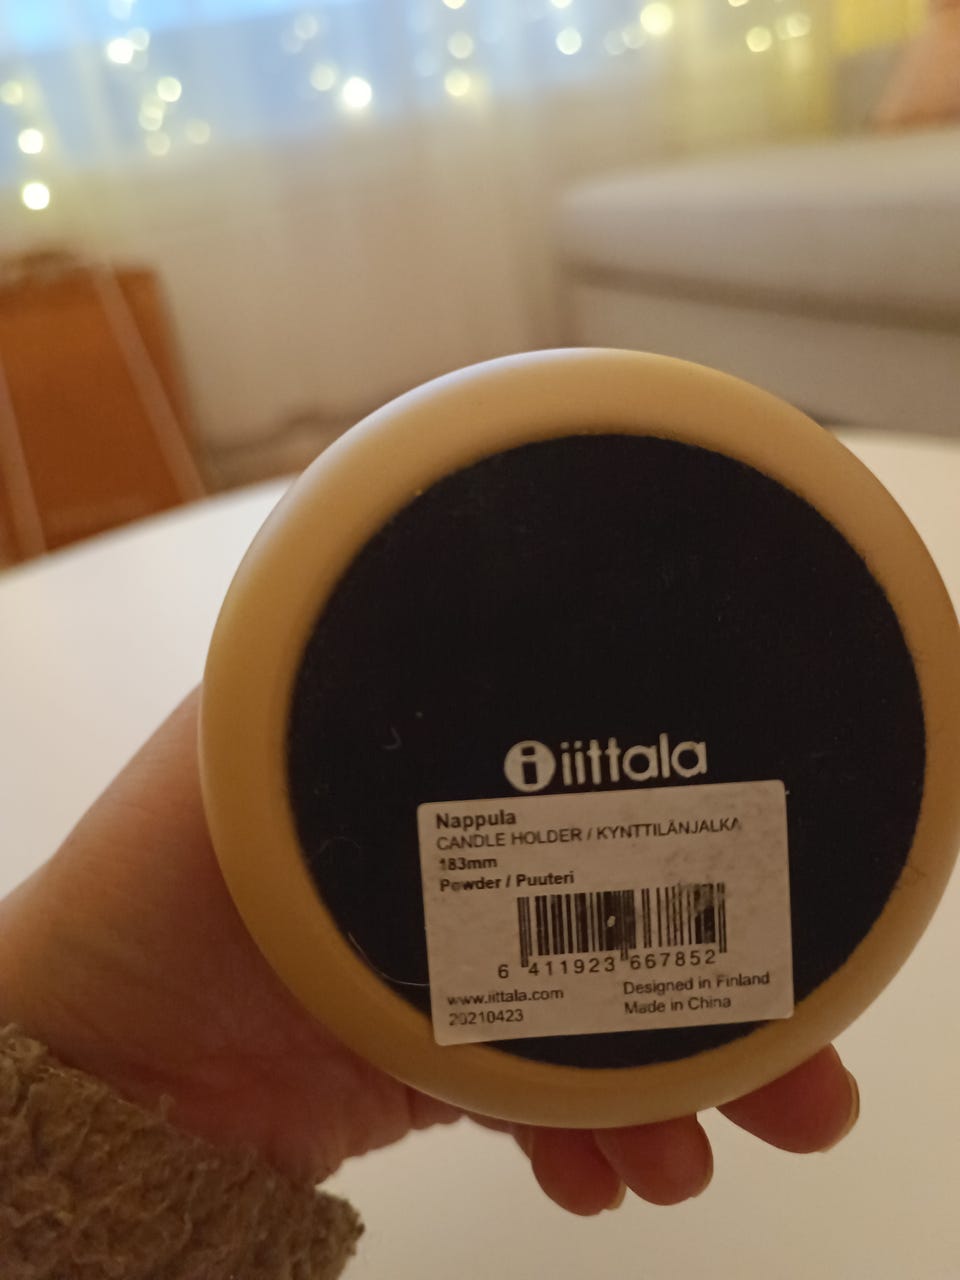 iittala
Nappula
CANDLE HOLDER / KYNTTILÄNJALKA
183mm
Powder / Puuteri
6 411923 667852
www.iittala.com
20210423
Designed in Finland
Made in China